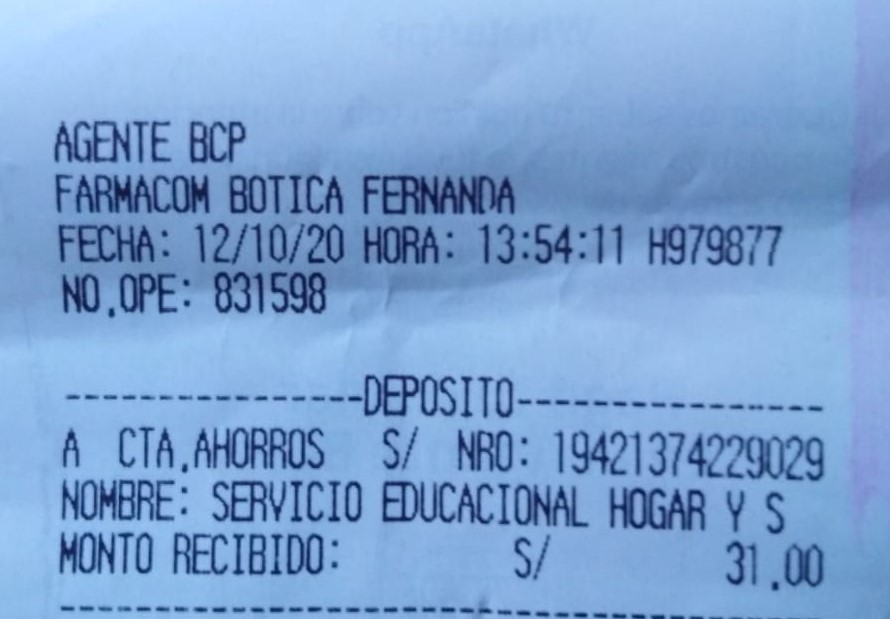 AGENTE BCP
FARMACOM BOTICA FERNANDA
FECHA: 12/10/20 HORA: 13:54:11 H979877
NO.OPE: 831598
----------------DEPOSITO----------------
A CTA.AHORROS S/ NRO: 19421374229029
NOMBRE: SERVICIO EDUCACIONAL HOGAR Y S
MONTO RECIBIDO: S/ 31.00